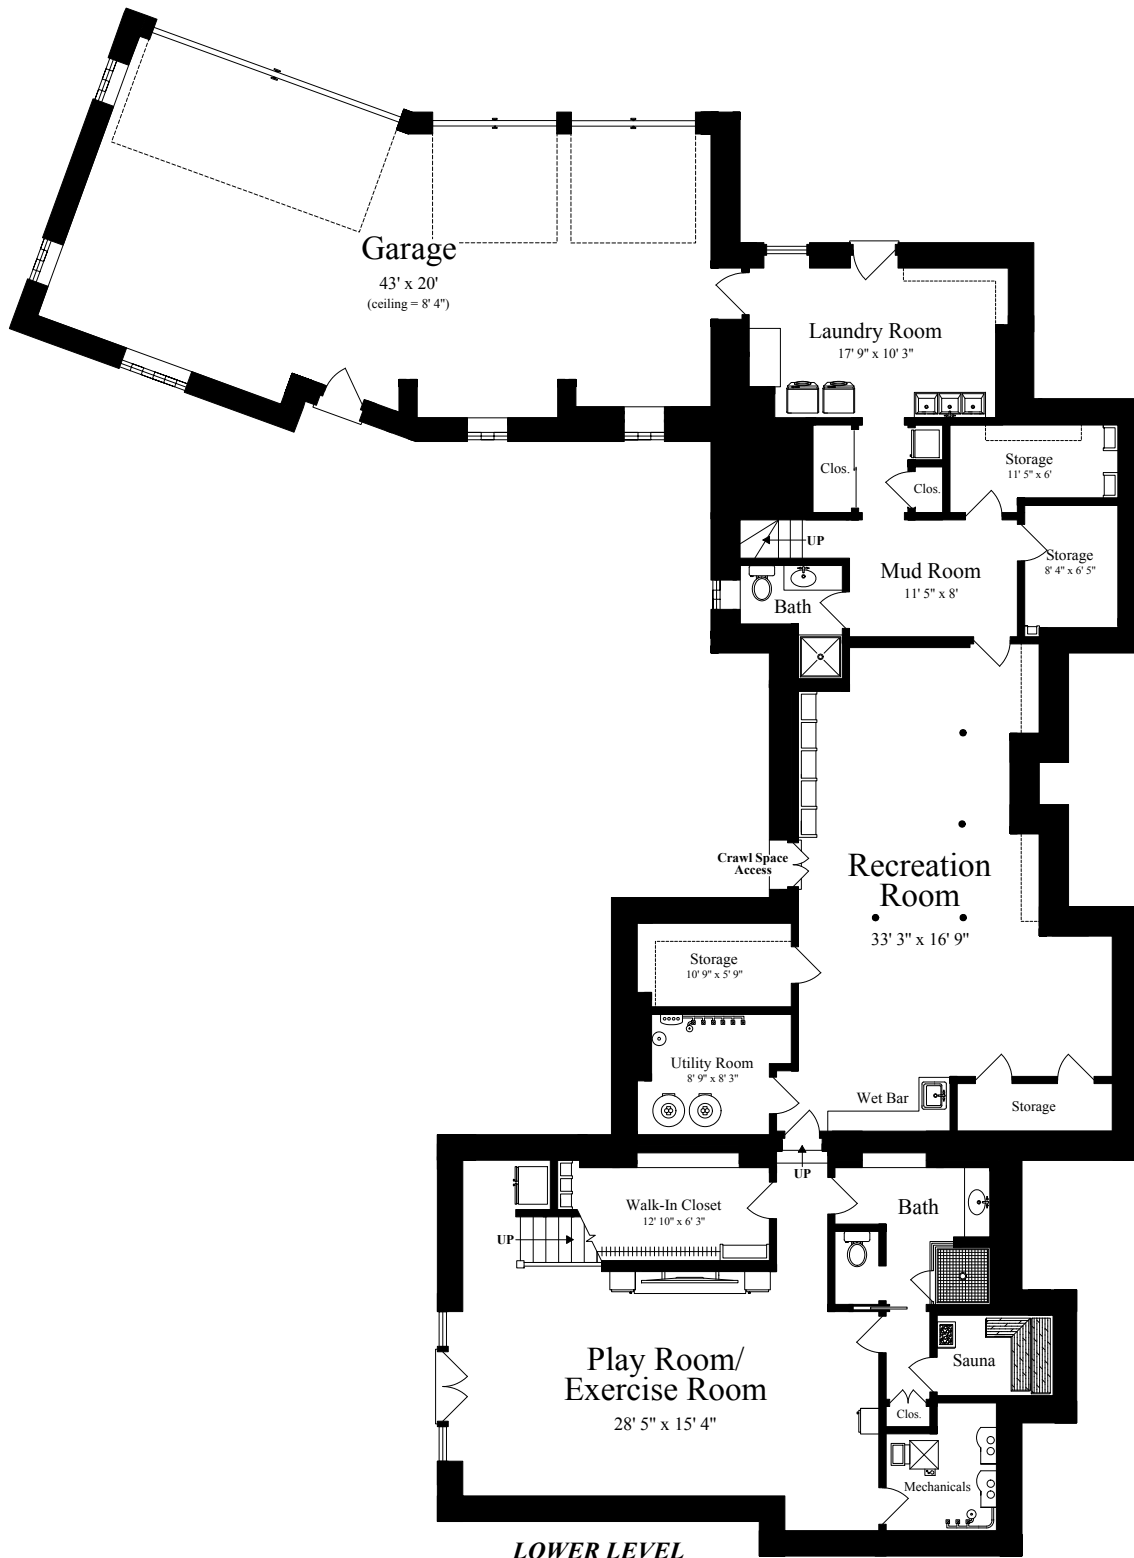 Garage
43' x 20'
(ceiling = 8' 4")
Laundry Room
17' 9" x 10' 3"
Clos.
Clos.
Storage
11' 5" x 6'
UP
Storage
8' 4" x 6' 5"
Mud Room
11' 5" x 8'
Bath
Crawl Space
Access
Recreation
Room
33' 3" x 16' 9"
Storage
10' 9" x 5' 9"
Utility Room
8' 9" x 8' 3"
Wet Bar
Storage
UP
Walk-In Closet
12' 10" x 6' 3"
Bath
UP
Play Room/
Exercise Room
28' 5" x 15' 4"
Sauna
Clos.
Mechanicals
LOWER LEVEL